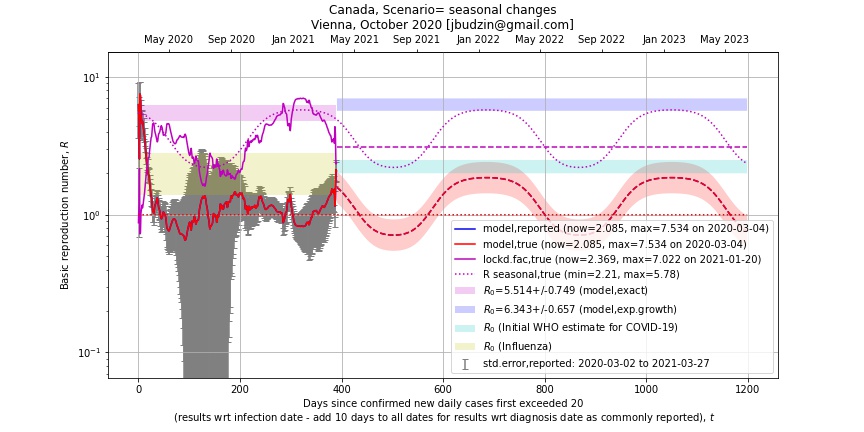 Canada, Scenario= seasonal changes
Vienna, October 2020 [jbudzin@gmail.com]
May 2020 Sep 2020 Jan 2021 May 2021 Sep 2021 Jan 2022 May 2022 Sep 2022 Jan 2023 May 2023
Basic reproduction number, R
10¹
10⁰
10⁻¹
model,reported (now=2.085, max=7.534 on 2020-03-04)
model,true (now=2.085, max=7.534 on 2020-03-04)
lockd.fac,true (now=2.369, max=7.022 on 2021-01-20)
R seasonal,true (min=2.21, max=5.78)
R₀=5.514+/-0.749 (model,exact)
R₀=6.343+/-0.657 (model,exp.growth)
R₀ (Initial WHO estimate for COVID-19)
R₀ (Influenza)
std.error,reported: 2020-03-02 to 2021-03-27
0 200 400 600 800 1000 1200
Days since confirmed new daily cases first exceeded 20
(results wrt infection date - add 10 days to all dates for results wrt diagnosis date as commonly reported), t